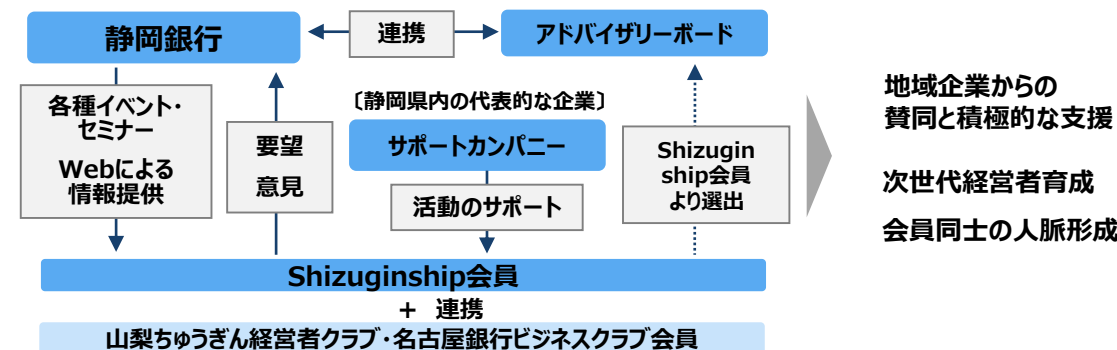 静岡銀行
連携
アドバイザリーボード
各種イベント・
セミナー
Webによる
情報提供
要望
意見
〔静岡県内の代表的な企業〕
サポートカンパニー
活動のサポート
Shizugin
ship会員
より選出
地域企業からの
賛同と積極的な支援
次世代経営者育成
会員同士の人脈形成
Shizuginship会員
+ 連携
山梨ちゅうぎん経営者クラブ・名古屋銀行ビジネスクラブ会員